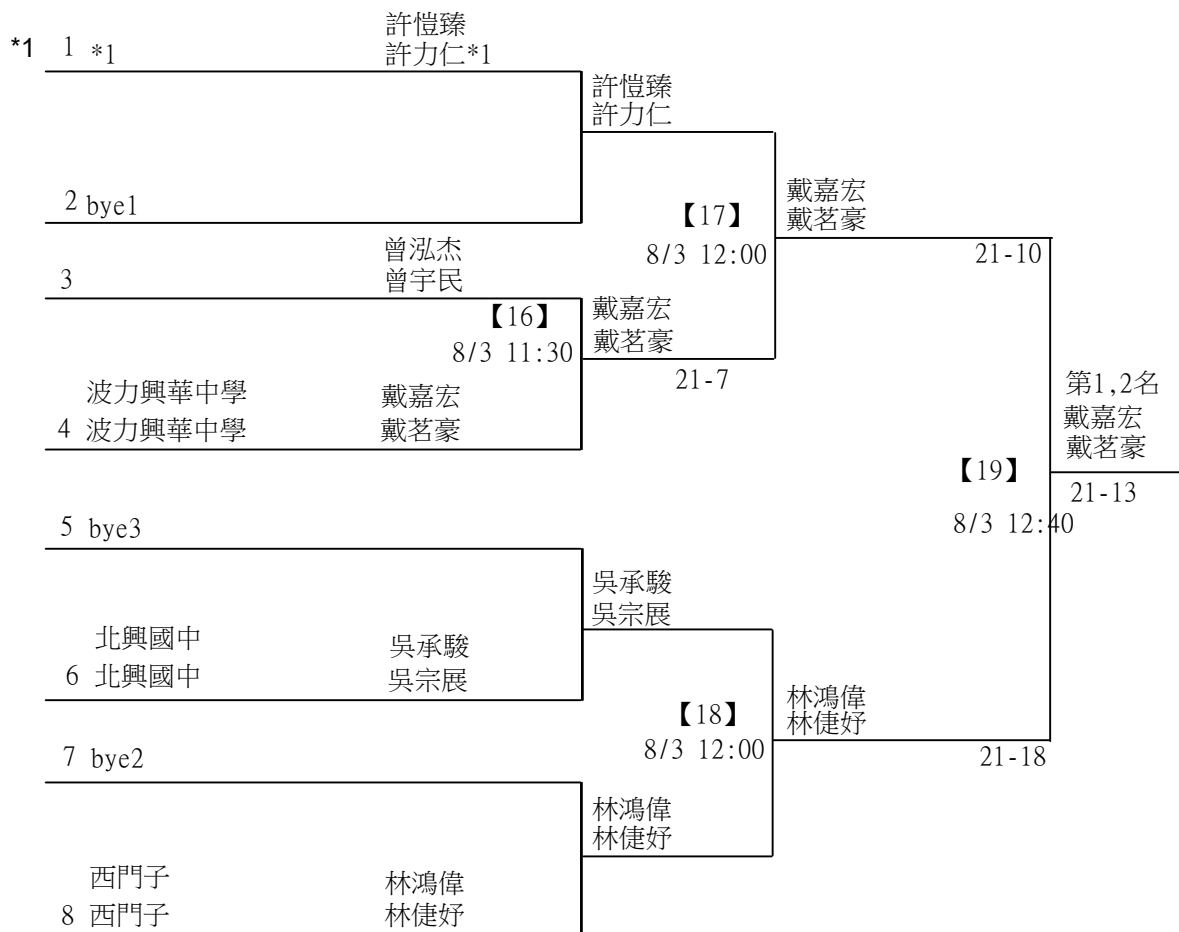 許愷臻
*1 1 *1 許力仁*1
許愷臻
許力仁
2 bye1
戴嘉宏
【17】 戴茗豪
曾泓杰
8/3 12:00 21-10
3 曾宇民
【16】 戴嘉宏
8/3 11:30 戴茗豪
21-7
波力興華中學 戴嘉宏
4 波力興華中學 戴茗豪
第1,2名
戴嘉宏
戴茗豪
【19】
21-13
8/3 12:40
5 bye3
吳承駿
吳宗展
北興國中 吳承駿
6 北興國中 吳宗展
林鴻偉
【18】 林倢妤
8/3 12:00 21-18
7 bye2
林鴻偉
林倢妤
西門子 林鴻偉
8 西門子 林倢妤